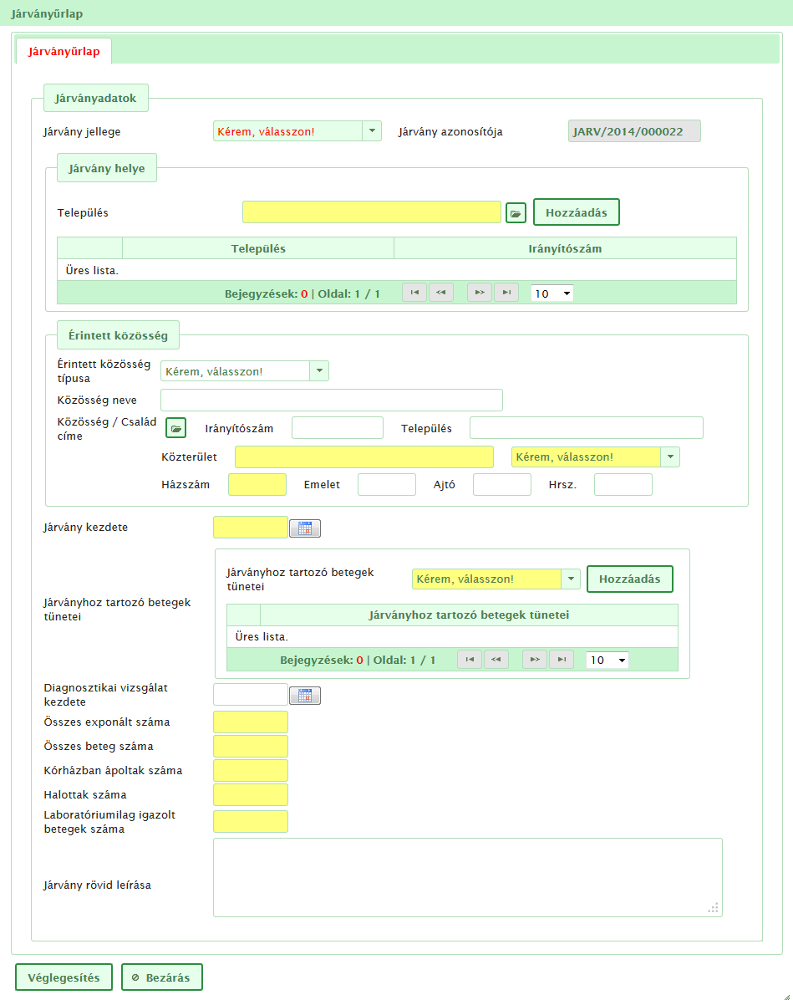 Járványűrlap
Járványűrlap
Járványadatok
Járvány jellege Kérem, válasszon! Járvány azonosítója JARV/2014/000022
Járvány helye
Település Hozzáadás
Település Irányítószám
Üres lista.
Bejegyzések: 0 | Oldal: 1 / 1 10
Érintett közösség
Érintett közösség
típusa
Kérem, válasszon!
Közösség neve
Közösség / Család
címe
Irányítószám Település
Közterület Kérem, válasszon!
Házszám Emelet Ajtó Hrsz.
Járvány kezdete
Járványhoz tartozó betegek
tünetei
Járványhoz tartozó betegek
tünetei
Kérem, válasszon! Hozzáadás
Járványhoz tartozó betegek tünetei
Üres lista.
Bejegyzések: 0 | Oldal: 1 / 1 10
Diagnosztikai vizsgálat
kezdete
Összes exponált száma
Összes beteg száma
Kórházban ápoltak száma
Halottak száma
Laboratóriumilag igazolt
betegek száma
Járvány rövid leírása
Véglegesítés Bezárás